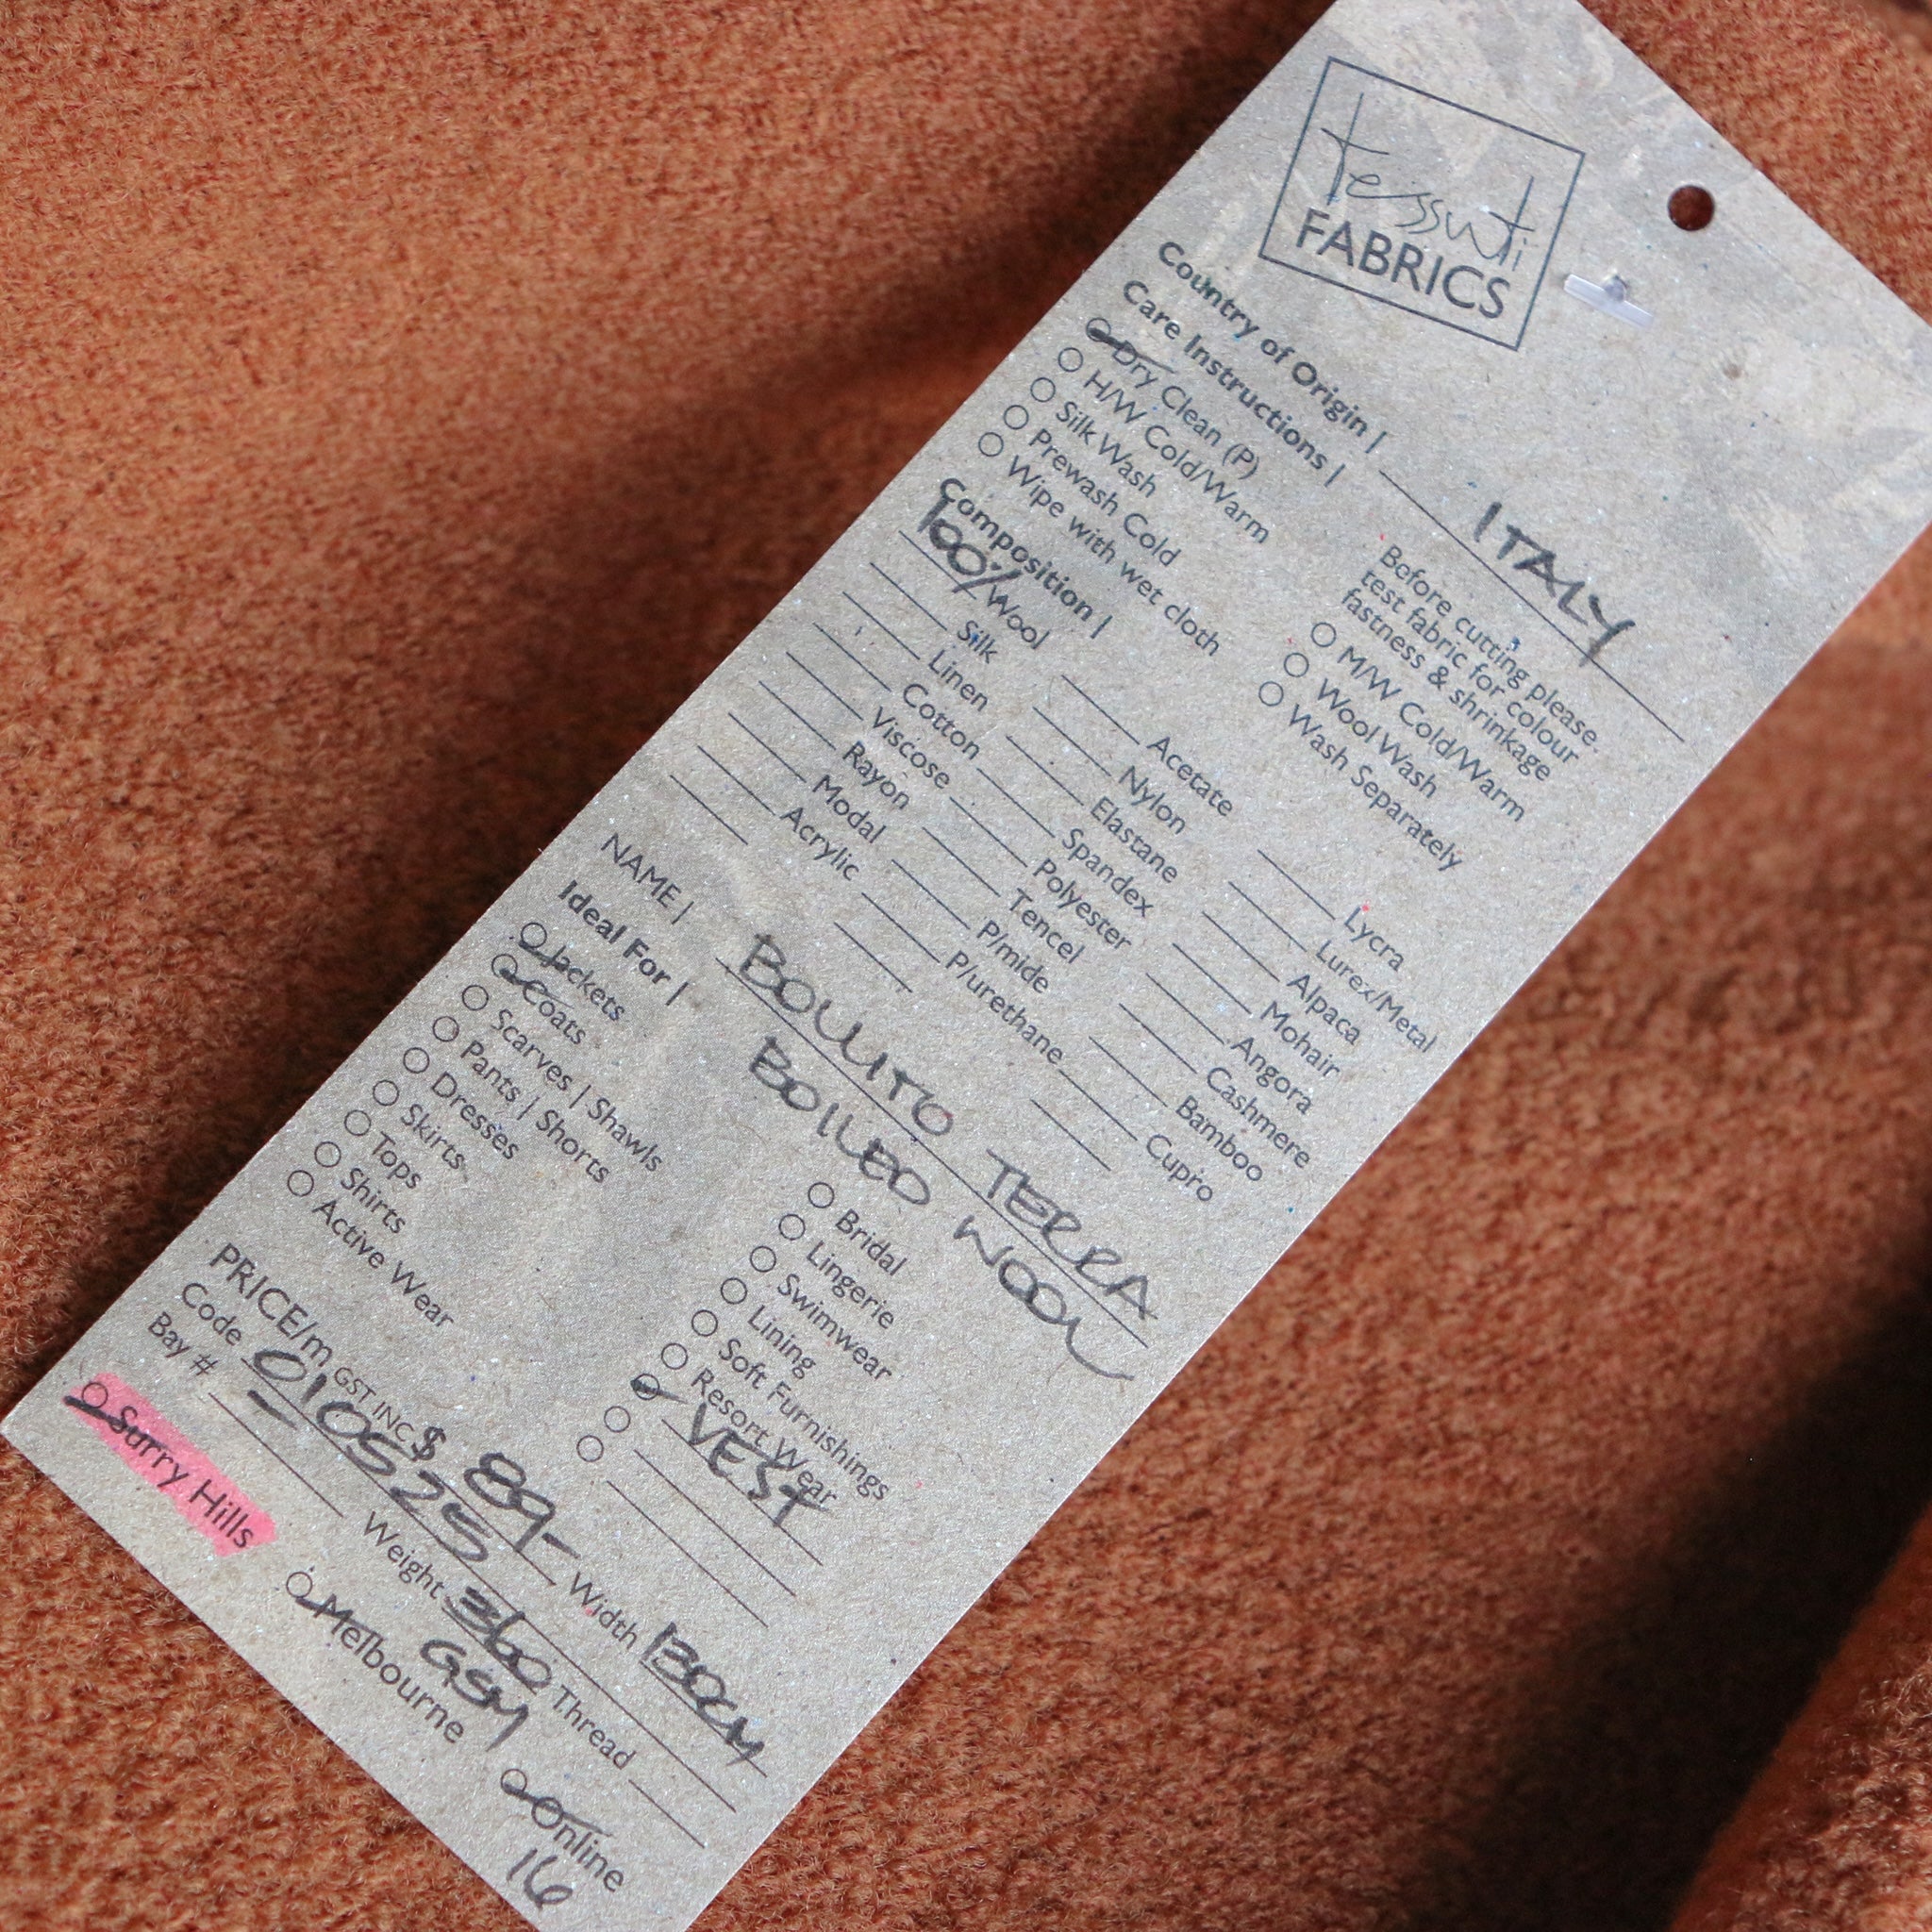 tessuti
FABRICS
Country of Origin | ITALY
Care Instructions |
Dry Clean (P)
H/W Cold/Warm
Silk Wash
Prewash Cold
Wipe with wet cloth
Before cutting please
test fabric for colour
fastness & shrinkage
M/W Cold/Warm
Wool Wash
Wash Separately
Composition |
100% Wool
Silk
Linen
Cotton
Viscose
Rayon
Modal
Acrylic
Acetate
Nylon
Elastane
Spandex
Polyester
Tencel
P/mide
P/urethane
Lycra
Lurex/Metal
Alpaca
Mohair
Angora
Cashmere
Bamboo
Cupro
NAME | BOLLITO TERRA
BOILED WOOL
Ideal For |
Jackets
Coats
Scarves | Shawls
Pants | Shorts
Dresses
Skirts
Tops
Shirts
Active Wear
Bridal
Lingerie
Swimwear
Lining
Soft Furnishings
Resort Wear
VEST
PRICE/m GST INC $ 89- Width 130CM
Code 010525 Weight 360 GSM Thread
Bay #
Surry Hills Melbourne Online
16